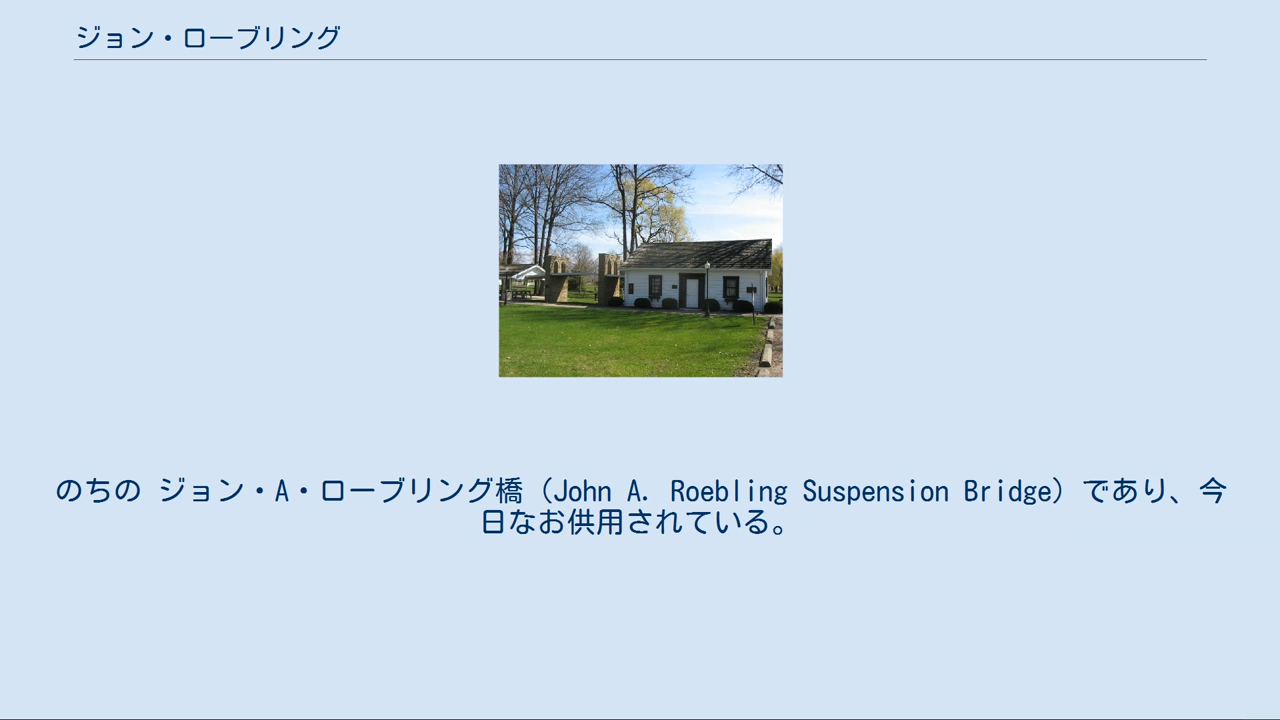 ジョン・ローブリング
のちの ジョン・A・ローブリング橋（John A. Roebling Suspension Bridge）であり、今
日なお供用されている。